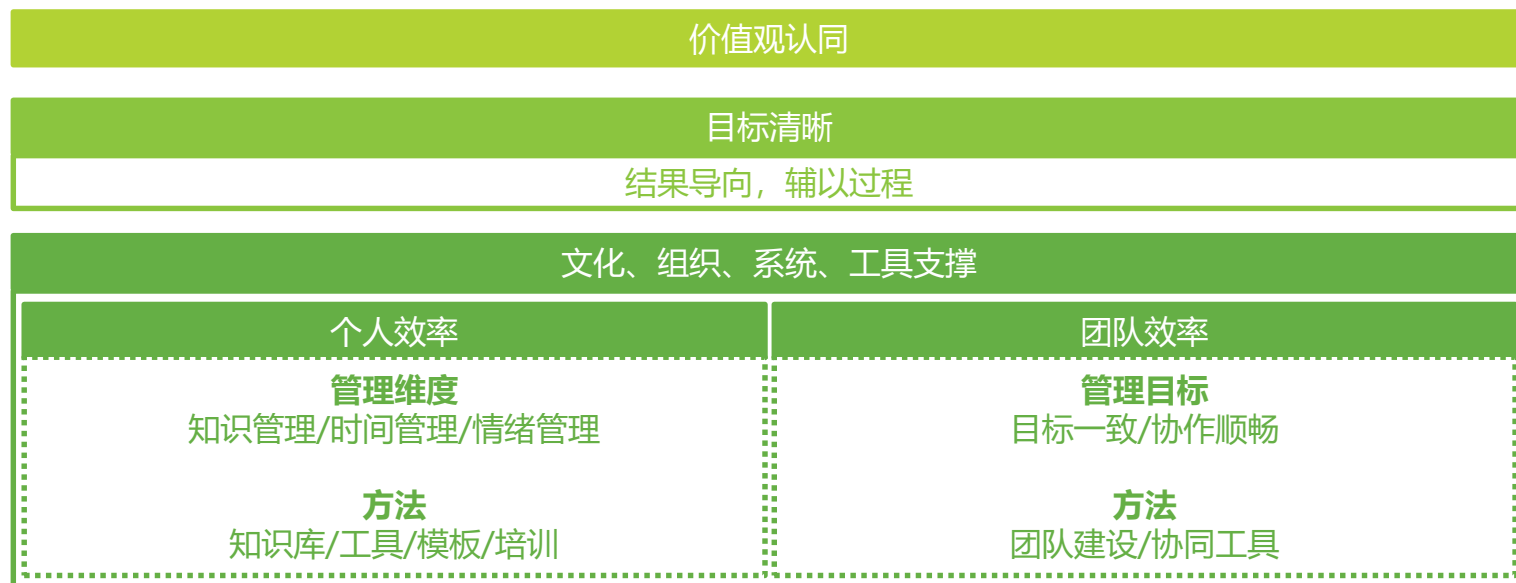 价值观认同
目标清晰
结果导向，辅以过程
文化、组织、系统、工具支撑
个人效率
团队效率
管理维度
知识管理/时间管理/情绪管理
方法
知识库/工具/模板/培训
管理目标
目标一致/协作顺畅
方法
团队建设/协同工具